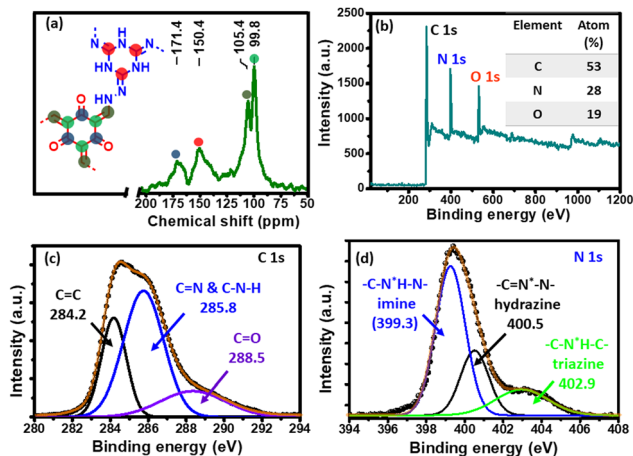 (a)
N
NH
N
N
N
HN
NH
N
H
HN
N
O
O
O
171.4
150.4
105.4
99.8
200 150 100 50
Chemical shift (ppm)
(b)
C 1s
N 1s
O 1s
Element Atom (%)
C 53
N 28
O 19
Intensity (a.u.)
2500
2000
1500
1000
500
0
0 200 400 600 800 1000 1200
Binding energy (eV)
(c)
C 1s
C=C
284.2
C=N & C-N-H
285.8
C=O
288.5
Intensity (a.u.)
280 282 284 286 288 290 292 294
Binding energy (eV)
(d)
N 1s
-C-N*H-N-
imine
(399.3)
-C=N*-N-
hydrazine
400.5
-C-N*H-C-
triazine
402.9
Intensity (a.u.)
394 396 398 400 402 404 406 408
Binding energy (eV)